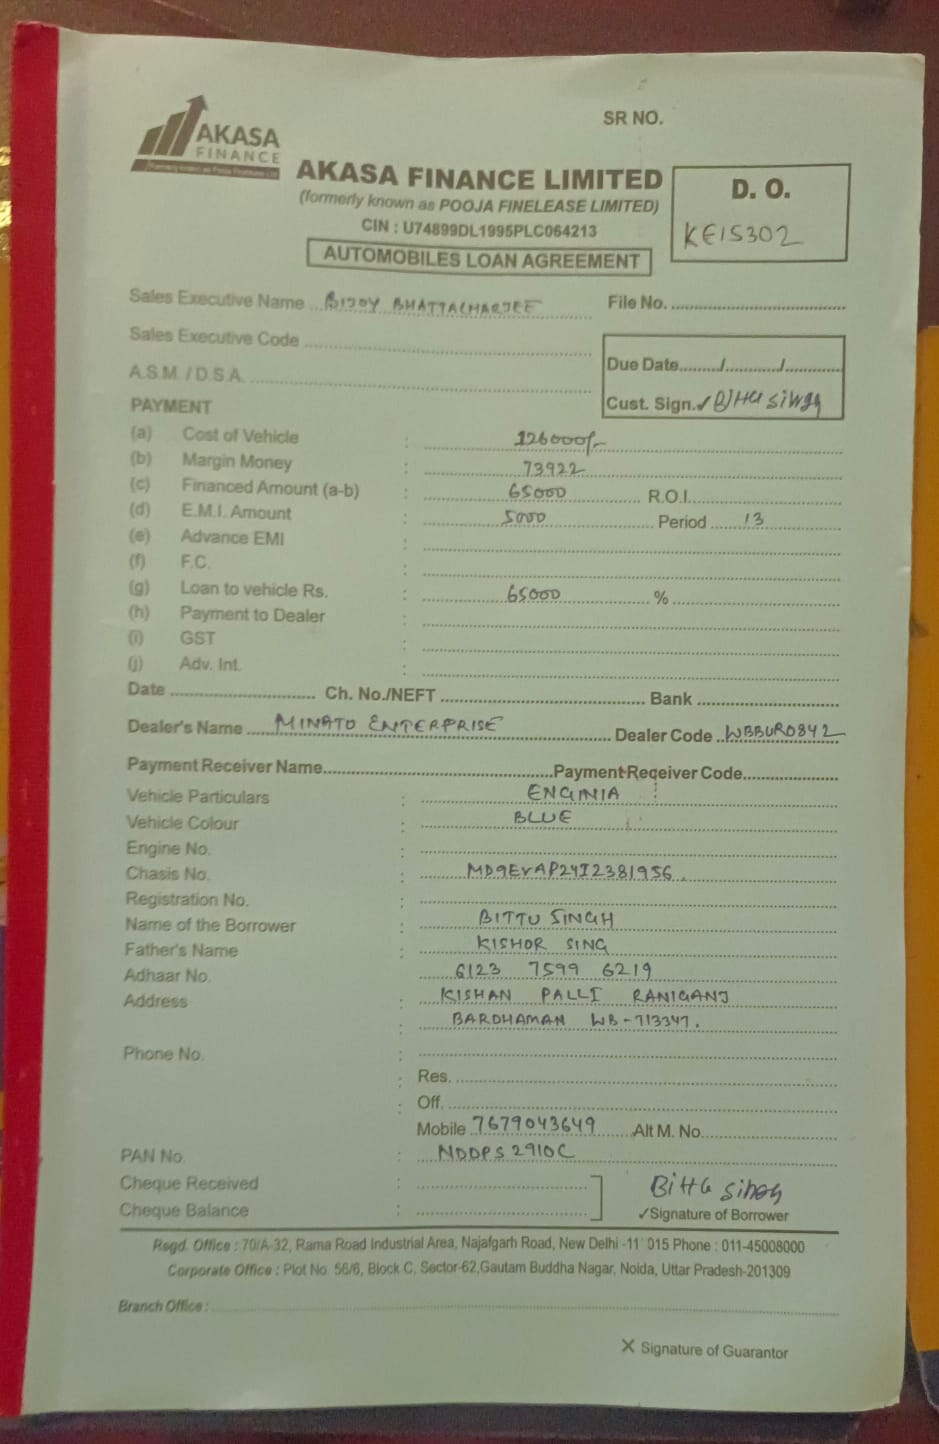 AKASA
FINANCE
SR NO.
AKASA FINANCE LIMITED
(formerly known as POOJA FINELEASE LIMITED)
CIN : U74899DL1995PLC064213
AUTOMOBILES LOAN AGREEMENT
D. O.
KE15302
Sales Executive Name BIJOY BHATTACHARJEE File No.
Sales Executive Code
A.S.M. / D.S.A.
Due Date / /
Cust. Sign. ✓ Bittu Singh
PAYMENT
(a) Cost of Vehicle : 126000/-
(b) Margin Money : 73922
(c) Financed Amount (a-b) : 65000 R.O.I.
(d) E.M.I. Amount : 5000 Period 13
(e) Advance EMI :
(f) F.C. :
(g) Loan to vehicle Rs. : 65000 %
(h) Payment to Dealer :
(i) GST :
(j) Adv. Int. :
Date Ch. No./NEFT Bank
Dealer's Name MINATO ENTERPRISE Dealer Code WBBUR0842
Payment Receiver Name Payment Receiver Code
Vehicle Particulars : ENGINIA
Vehicle Colour : BLUE
Engine No. :
Chasis No. : MD9EVAP24I2381956
Registration No. :
Name of the Borrower : BITTU SINGH
Father's Name : KISHOR SING
Adhaar No. : 6123 7599 6219
Address : KISHAN PALLI RANIGANJ
: BARDHAMAN WB-713347.
Phone No. :
: Res.
: Off.
Mobile 7679043649 Alt M. No.
PAN No. : NDDPS2910C
Cheque Received :
Cheque Balance :
Bittu Singh
✓Signature of Borrower
Regd. Office : 70/A-32, Rama Road Industrial Area, Najafgarh Road, New Delhi -11 015 Phone : 011-45008000
Corporate Office : Plot No. 56/6, Block C, Sector-62,Gautam Buddha Nagar, Noida, Uttar Pradesh-201309
Branch Office :
X Signature of Guarantor